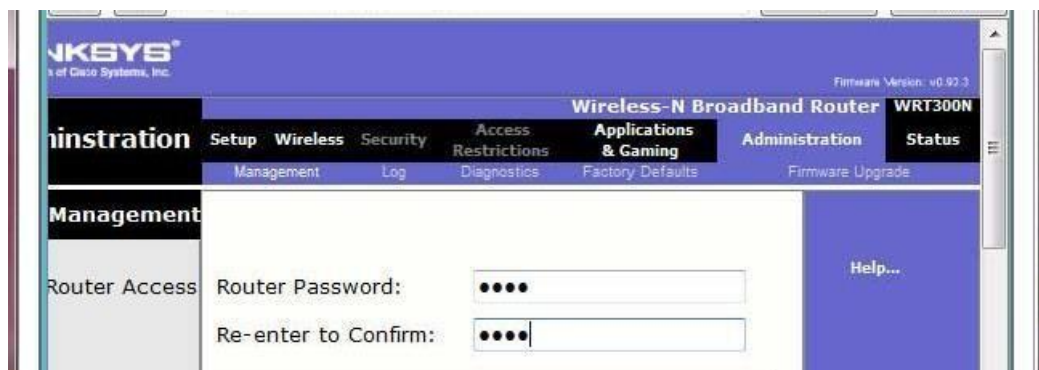 NKSYS®
of Cisco Systems, Inc.
Firmware Version: v0.93.3
Wireless-N Broadband Router WRT300N
ninstration
Setup Wireless Security Access Restrictions Applications & Gaming Administration Status
Management Log Diagnostics Factory Defaults Firmware Upgrade
Management
Help...
Router Access Router Password: ••••
Re-enter to Confirm: ••••